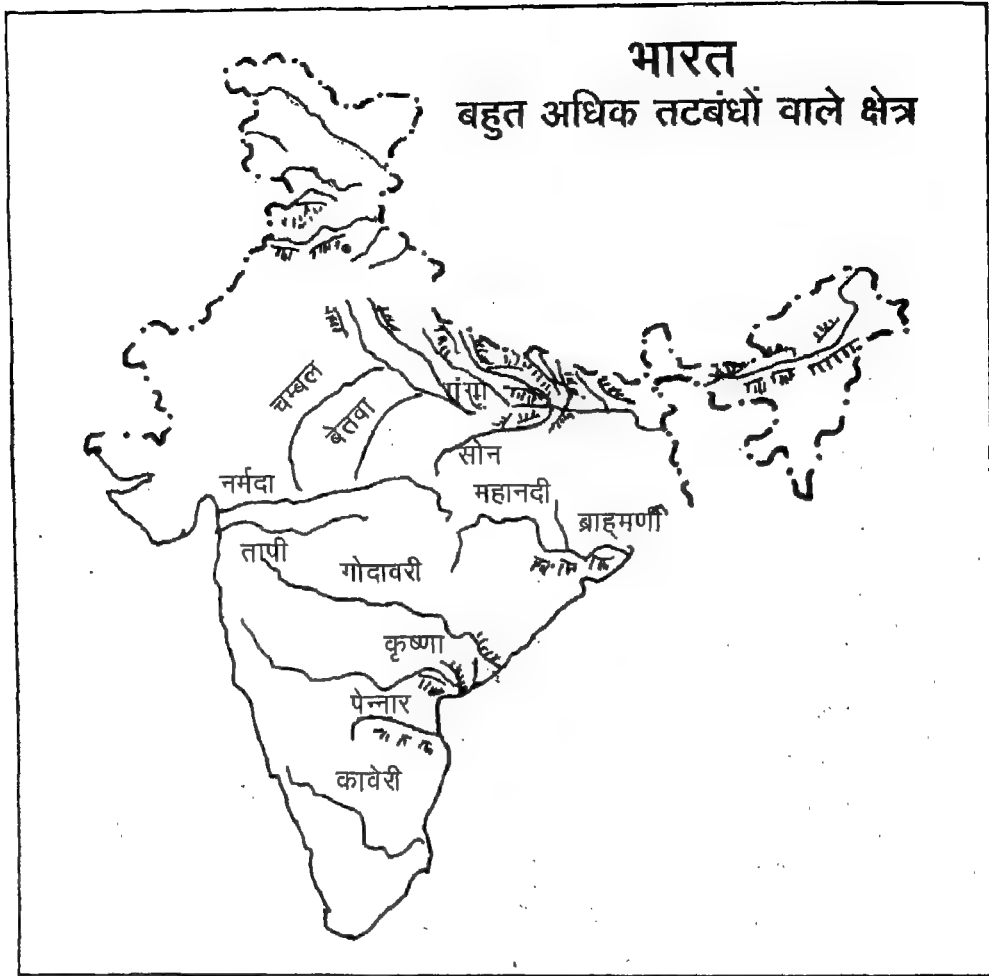 भारत
बहुत अधिक तटबंधों वाले क्षेत्र
चम्बल
बेतवा
गंगा
सोन
नर्मदा
महानदी
ब्राह्मणी
तापी
गोदावरी
कृष्णा
पेन्नार
कावेरी